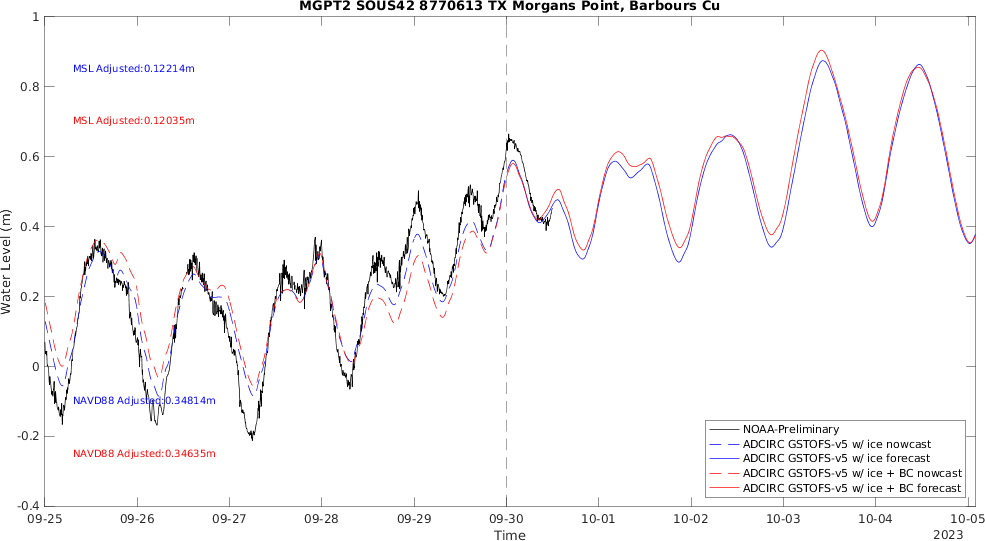 MGPT2 SOUS42 8770613 TX Morgans Point, Barbours Cu
1
0.8
0.6
0.4
0.2
0
-0.2
-0.4
Water Level (m)
MSL Adjusted:0.12214m
MSL Adjusted:0.12035m
NAVD88 Adjusted:0.34814m
NAVD88 Adjusted:0.34635m
NOAA-Preliminary
ADCIRC GSTOFS-v5 w/ ice nowcast
ADCIRC GSTOFS-v5 w/ ice forecast
ADCIRC GSTOFS-v5 w/ ice + BC nowcast
ADCIRC GSTOFS-v5 w/ ice + BC forecast
09-25 09-26 09-27 09-28 09-29 09-30 10-01 10-02 10-03 10-04 10-05
Time
2023